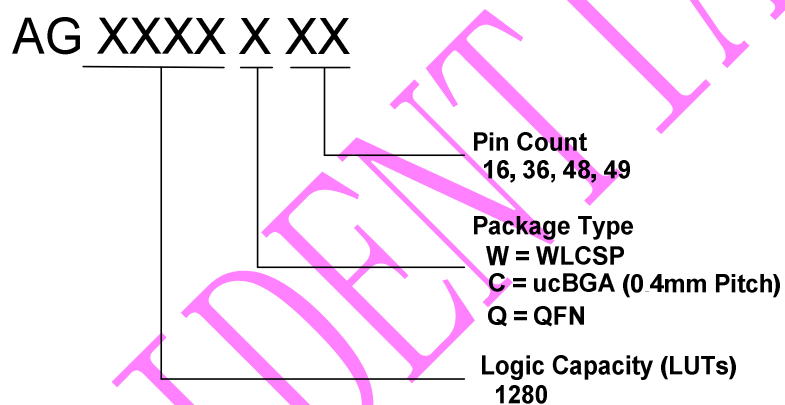 AG XXXX X XX
Pin Count
16, 36, 48, 49
Package Type
W = WLCSP
C = ucBGA (0.4mm Pitch)
Q = QFN
Logic Capacity (LUTs)
1280
IDENTIA